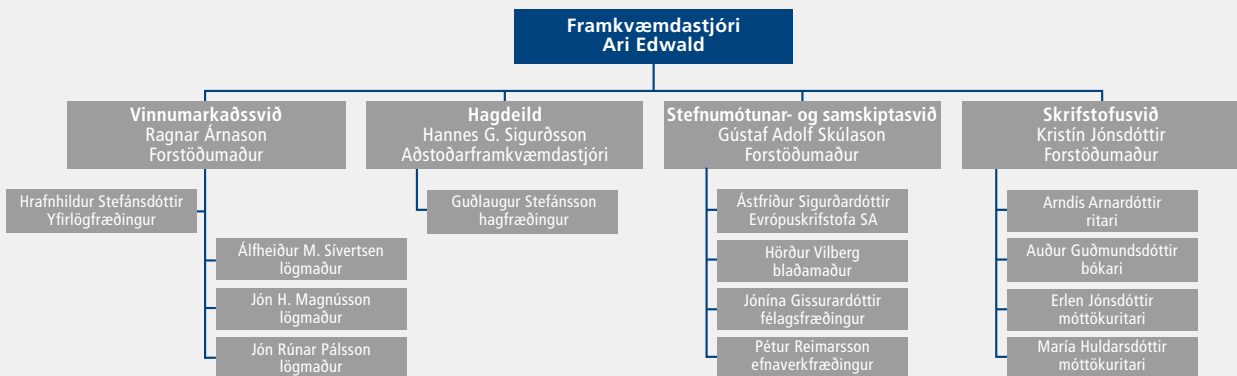 Framkvæmdastjóri
Ari Edwald
Vinnumarkaðssvið
Ragnar Árnason
Forstöðumaður
Hagdeild
Hannes G. Sigurðsson
Aðstoðarframkvæmdastjóri
Stefnumótunar- og samskiptasvið
Gústaf Adolf Skúlason
Forstöðumaður
Skrifstofusvið
Kristín Jónsdóttir
Forstöðumaður
Hrafnhildur Stefánsdóttir
Yfirlögfræðingur
Álfheiður M. Sívertsen
lögmaður
Jón H. Magnússon
lögmaður
Jón Rúnar Pálsson
lögmaður
Guðlaugur Stefánsson
hagfræðingur
Ástfríður Sigurðardóttir
Evrópuskrifstofa SA
Hörður Vilberg
blaðamaður
Jónína Gissurardóttir
félagsfræðingur
Pétur Reimarsson
efnaverkfræðingur
Arndís Arnardóttir
ritari
Auður Guðmundsdóttir
bókari
Erlen Jónsdóttir
móttökuritari
María Huldarsdóttir
móttökuritari